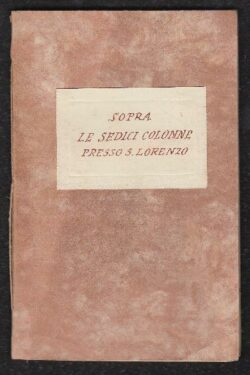 SOPRA
LE SEDICI COLONNE
PRESSO S. LORENZO